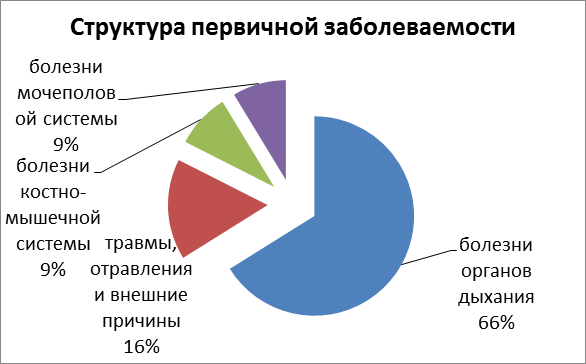 Структура первичной заболеваемости
болезни
мочеполов
ой системы
9%
болезни
костно-
мышечной
системы
9%
травмы,
отравления
и внешние
причины
16%
болезни
органов
дыхания
66%